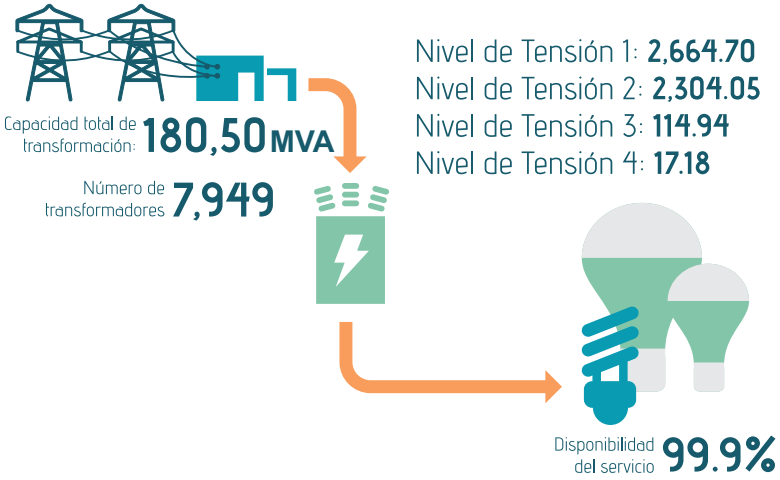 Capacidad total de
transformación: 180,50 MVA
Número de
transformadores 7,949
Nivel de Tensión 1: 2,664.70
Nivel de Tensión 2: 2,304.05
Nivel de Tensión 3: 114.94
Nivel de Tensión 4: 17.18
Disponibilidad
del servicio 99.9%